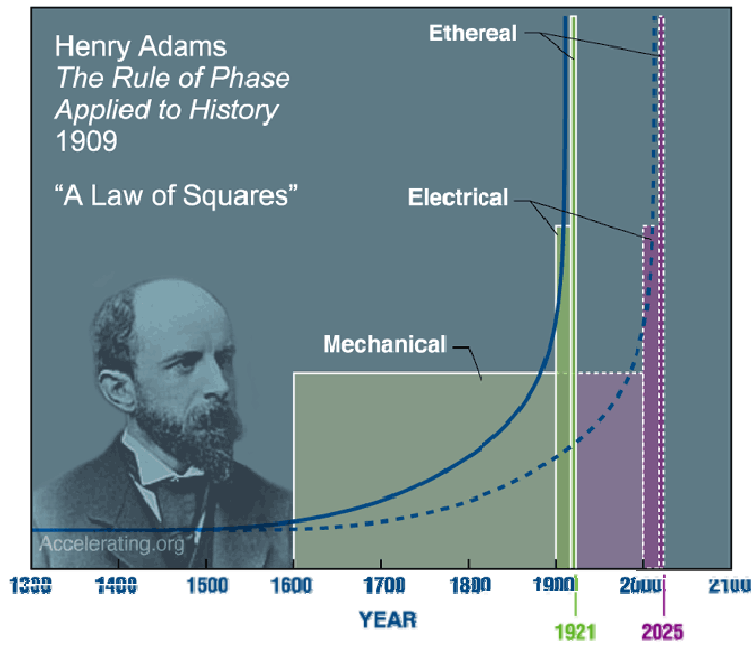 Henry Adams
The Rule of Phase
Applied to History
1909
“A Law of Squares”
Ethereal
Electrical
Mechanical
Accelerating.org
1300 1400 1500 1600 1700 1800 1900 2000 2100
YEAR
1921 2025